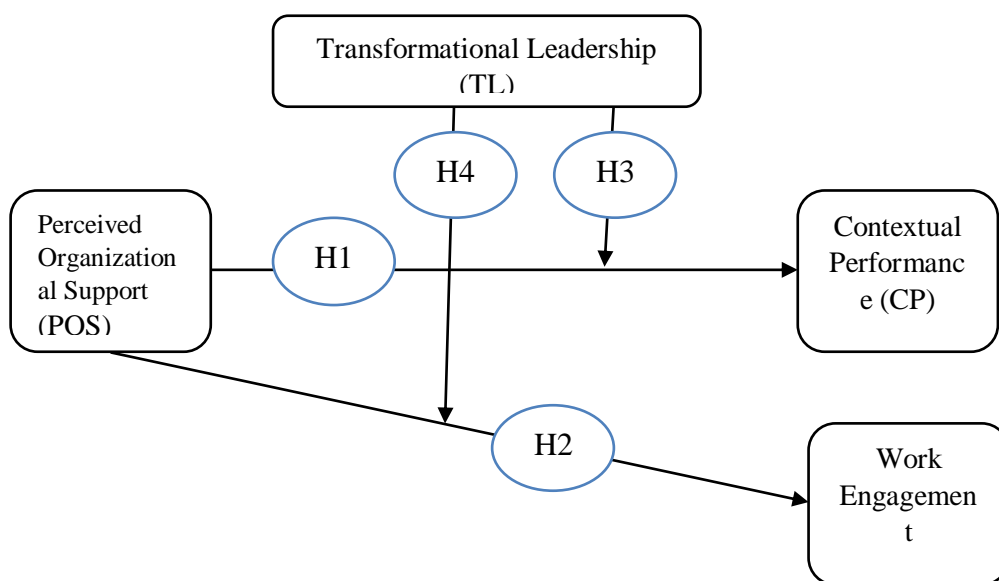 Transformational Leadership
(TL)
H4
H3
Perceived
Organization
al Support
(POS)
H1
Contextual
Performanc
e (CP)
H2
Work
Engagemen
t